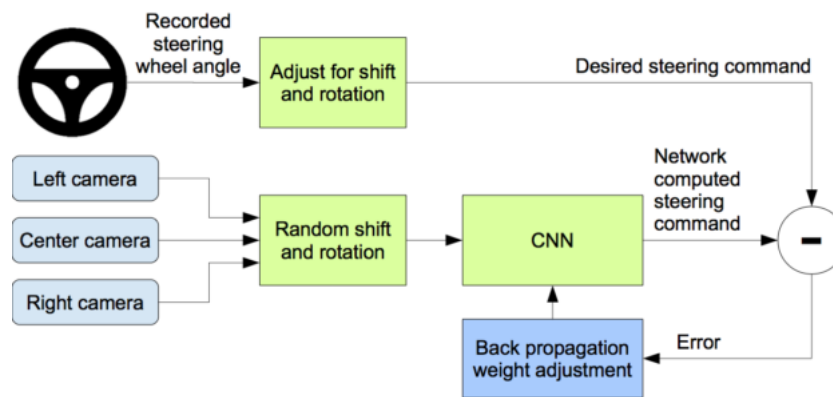 Recorded
steering
wheel angle
Adjust for shift
and rotation
Desired steering command
Left camera
Center camera
Right camera
Random shift
and rotation
CNN
Network
computed
steering
command
-
Back propagation
weight adjustment
Error